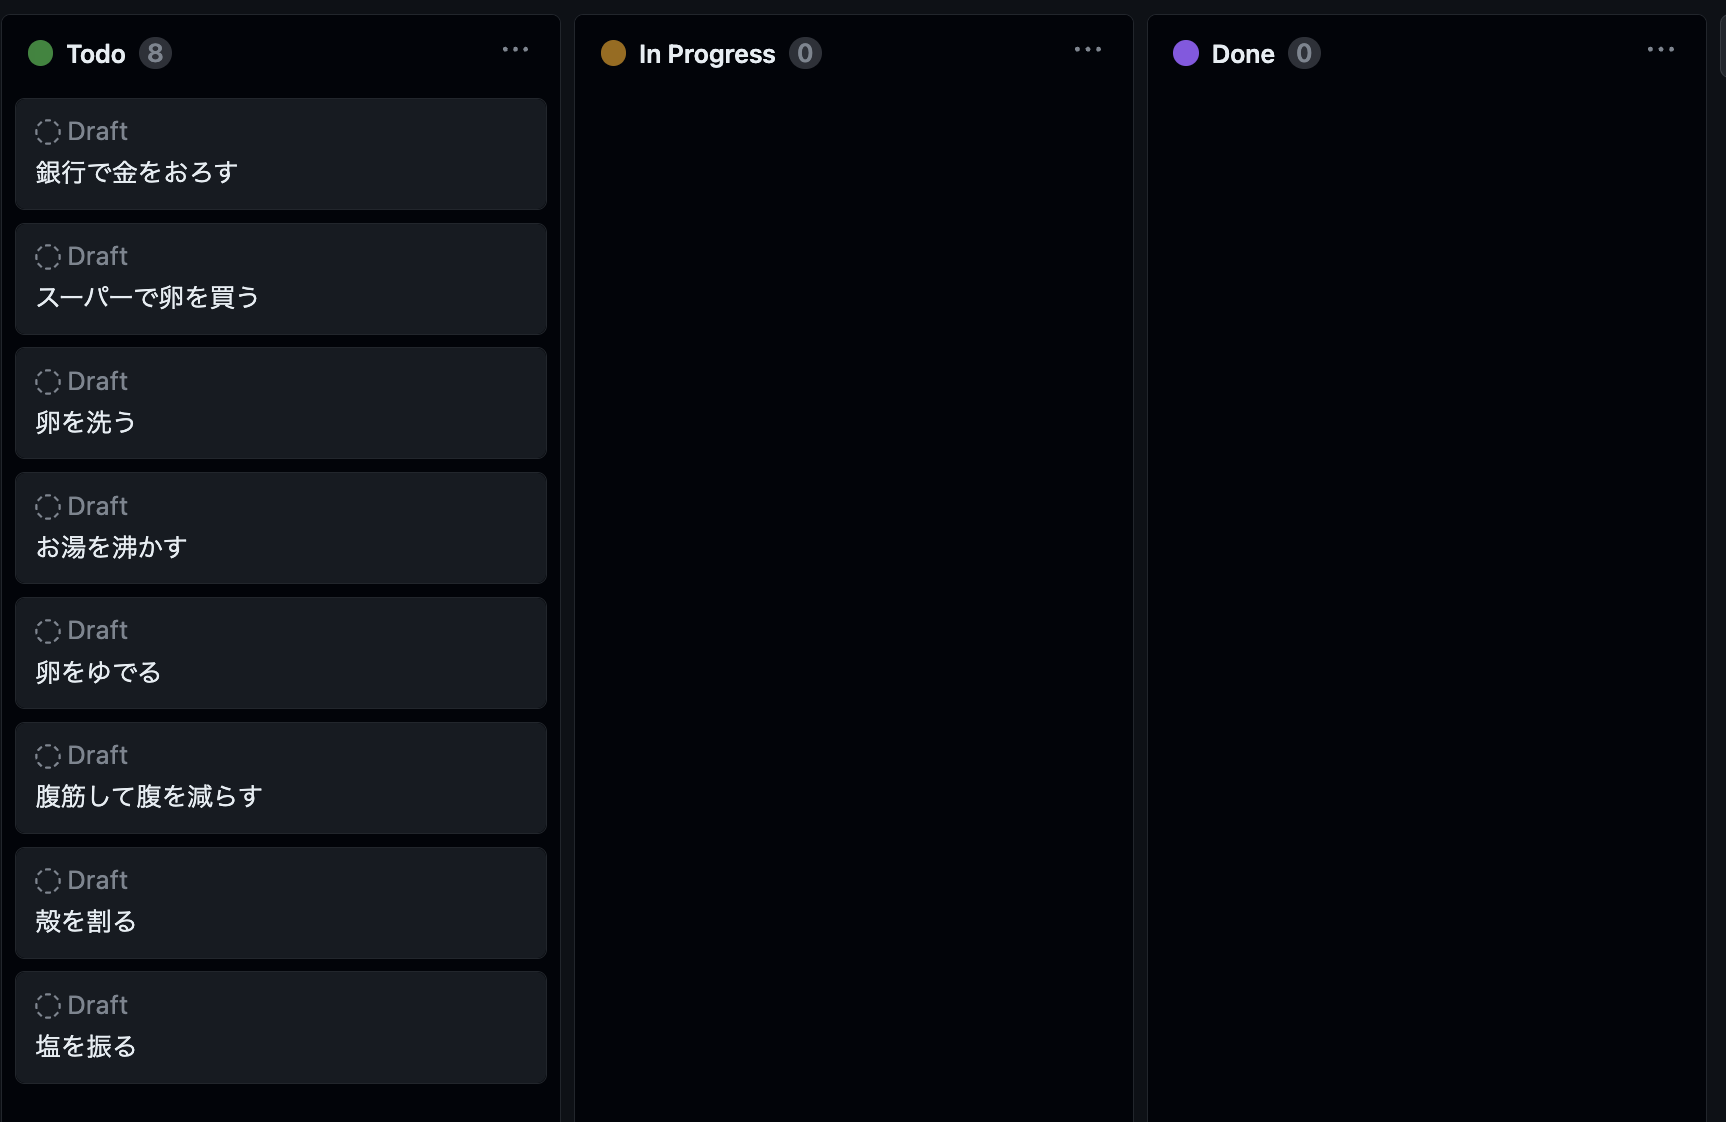 Todo 8
Draft
銀行で金をおろす
Draft
スーパーで卵を買う
Draft
卵を洗う
Draft
お湯を沸かす
Draft
卵をゆでる
Draft
腹筋して腹を減らす
Draft
殻を割る
Draft
塩を振る
In Progress 0
Done 0